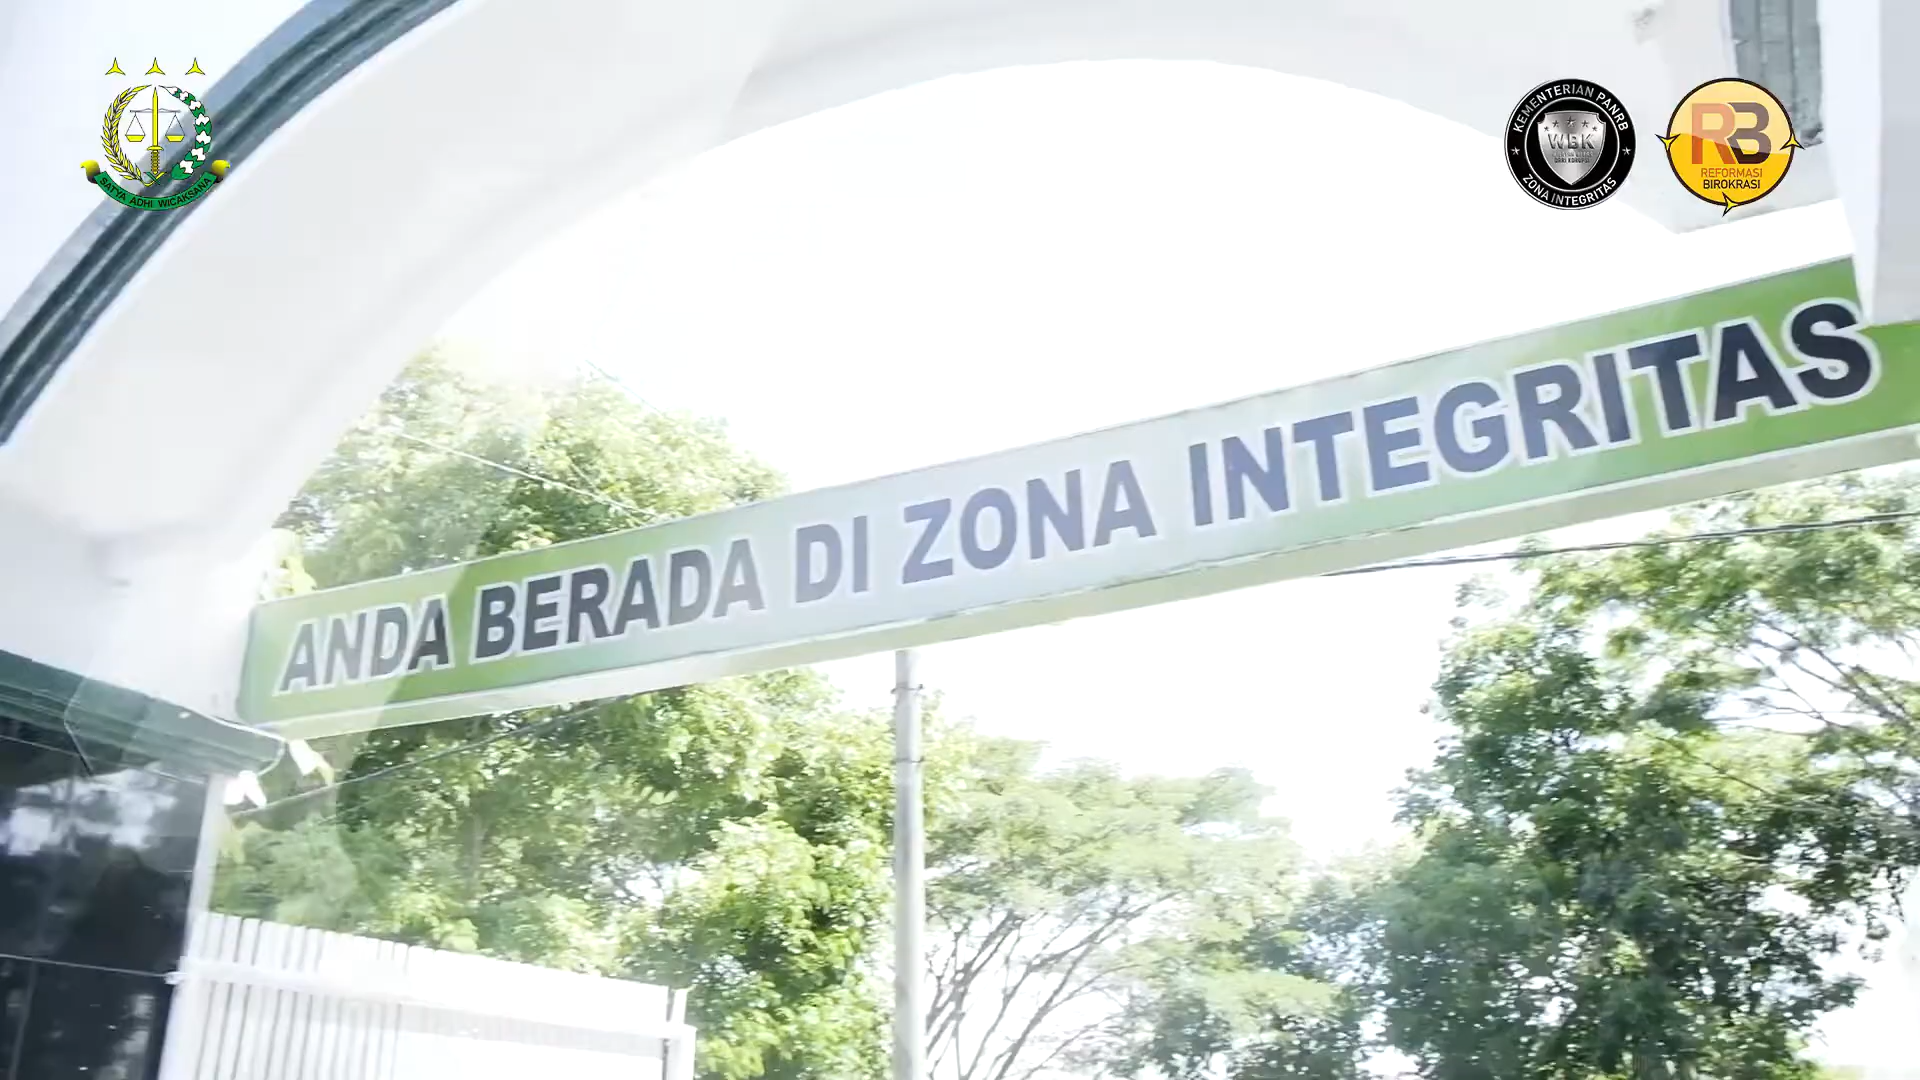 SATYA ADHI WICAKSANA
KEMENTERIAN PANRB
WBK
ZONA INTEGRITAS
RB
REFORMASI
BIROKRASI
ANDA BERADA DI ZONA INTEGRITAS